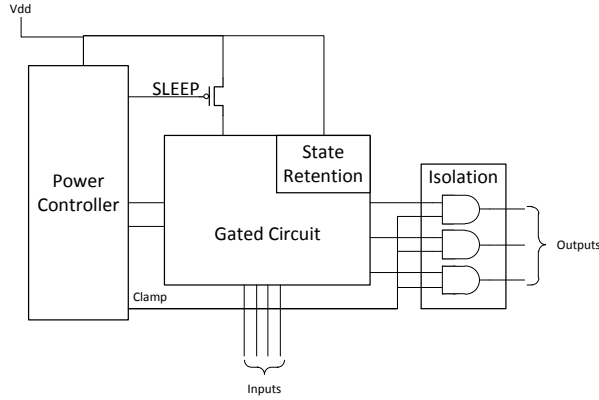 Vdd
SLEEP
State
Retention
Isolation
Power
Controller
Gated Circuit
Outputs
Clamp
Inputs